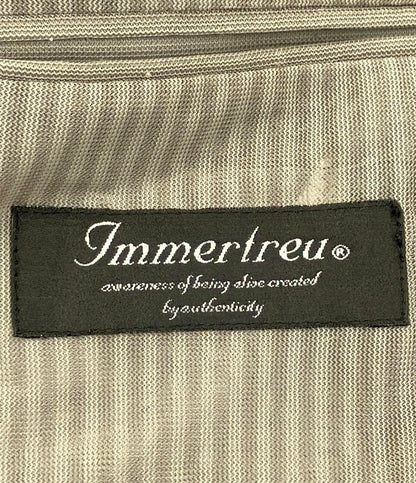 Immertreu®
awareness of being alive created
by authenticity